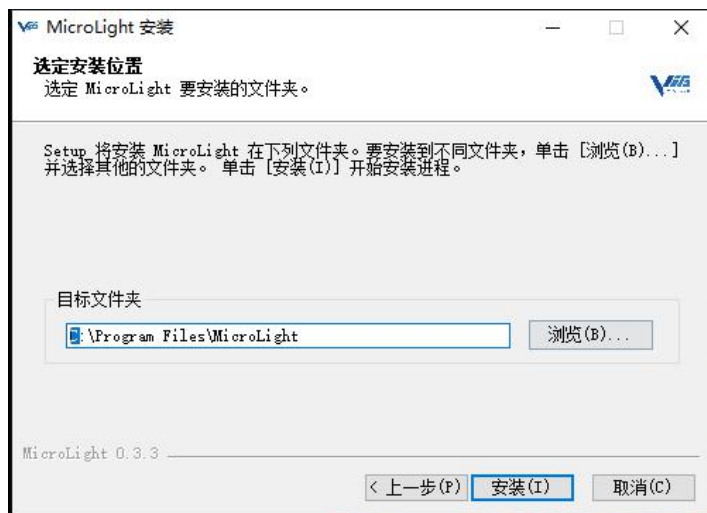 MicroLight 安装
选定安装位置
选定 MicroLight 要安装的文件夹。
Setup 将安装 MicroLight 在下列文件夹。要安装到不同文件夹，单击 [浏览(B)...]
并选择其他的文件夹。 单击 [安装(I)] 开始安装进程。
目标文件夹
:\Program Files\MicroLight
浏览(B)...
MicroLight 0.3.3
< 上一步(P)
安装(I)
取消(C)